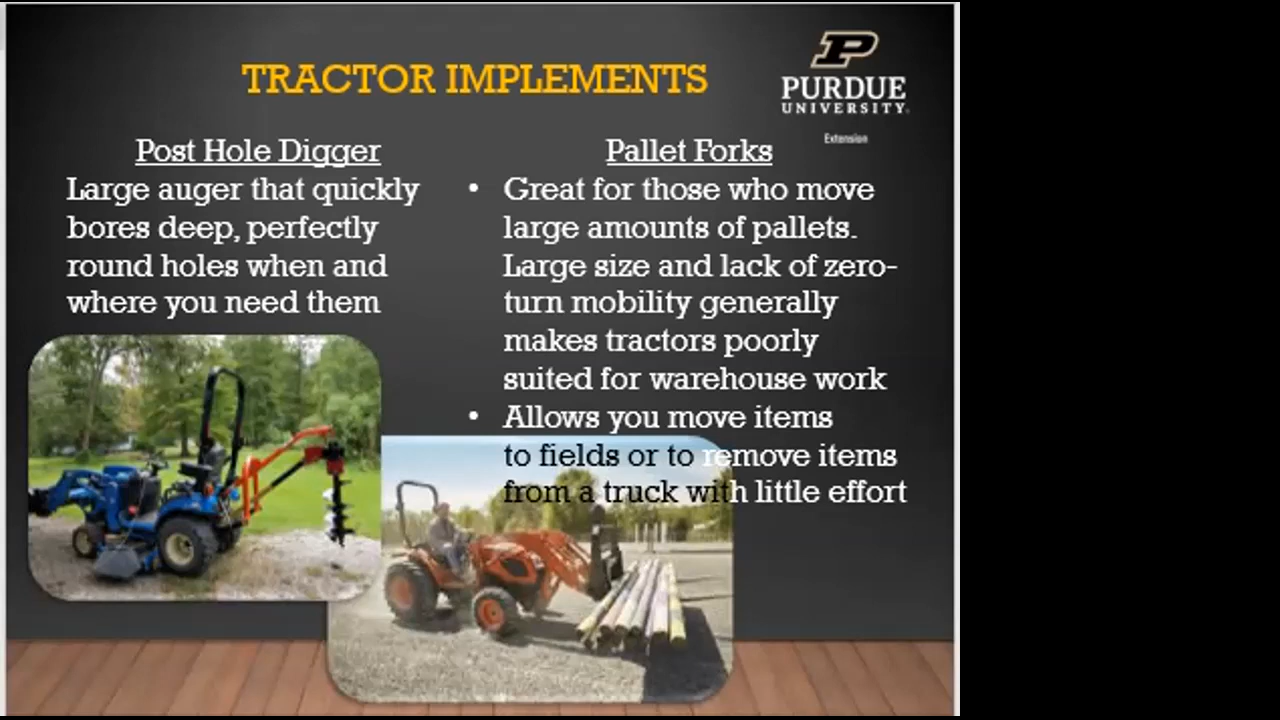 TRACTOR IMPLEMENTS
PURDUE
UNIVERSITY.
Extension
Post Hole Digger
Large auger that quickly
bores deep, perfectly
round holes when and
where you need them
Pallet Forks
• Great for those who move
large amounts of pallets.
Large size and lack of zero-
turn mobility generally
makes tractors poorly
suited for warehouse work
• Allows you move items
to fields or to remove items
from a truck with little effort